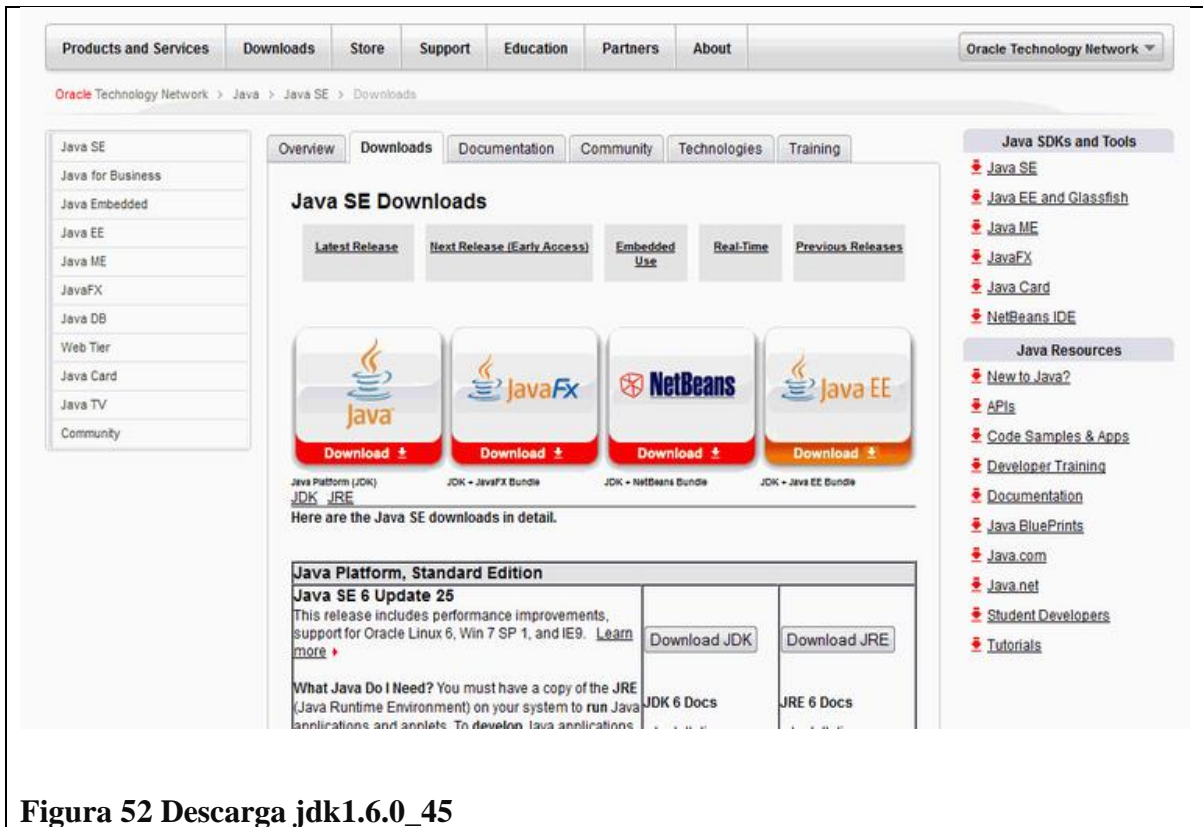 Products and Services Downloads Store Support Education Partners About Oracle Technology Network
Oracle Technology Network > Java > Java SE > Downloads
Java SE
Java for Business
Java Embedded
Java EE
Java ME
JavaFX
Java DB
Web Tier
Java Card
Java TV
Community
Overview Downloads Documentation Community Technologies Training
Java SE Downloads
Latest Release Next Release (Early Access) Embedded Use Real-Time Previous Releases
Java JavaFX NetBeans Java EE
Download Download Download Download
Java Platform (JDK) JDK + JavaFX Bundle JDK + NetBeans Bundle JDK + Java EE Bundle
JDK JRE
Here are the Java SE downloads in detail.
Java Platform, Standard Edition
Java SE 6 Update 25
This release includes performance improvements,
support for Oracle Linux 6, Win 7 SP 1, and IE9. Learn
more
What Java Do I Need? You must have a copy of the JRE
(Java Runtime Environment) on your system to run Java
applications and applets. To develop Java applications
Download JDK
JDK 6 Docs
Download JRE
JRE 6 Docs
Java SDKs and Tools
Java SE
Java EE and Glassfish
Java ME
JavaFX
Java Card
NetBeans IDE
Java Resources
New to Java?
APIs
Code Samples & Apps
Developer Training
Documentation
Java BluePrints
Java.com
Java.net
Student Developers
Tutorials
Figura 52 Descarga jdk1.6.0_45